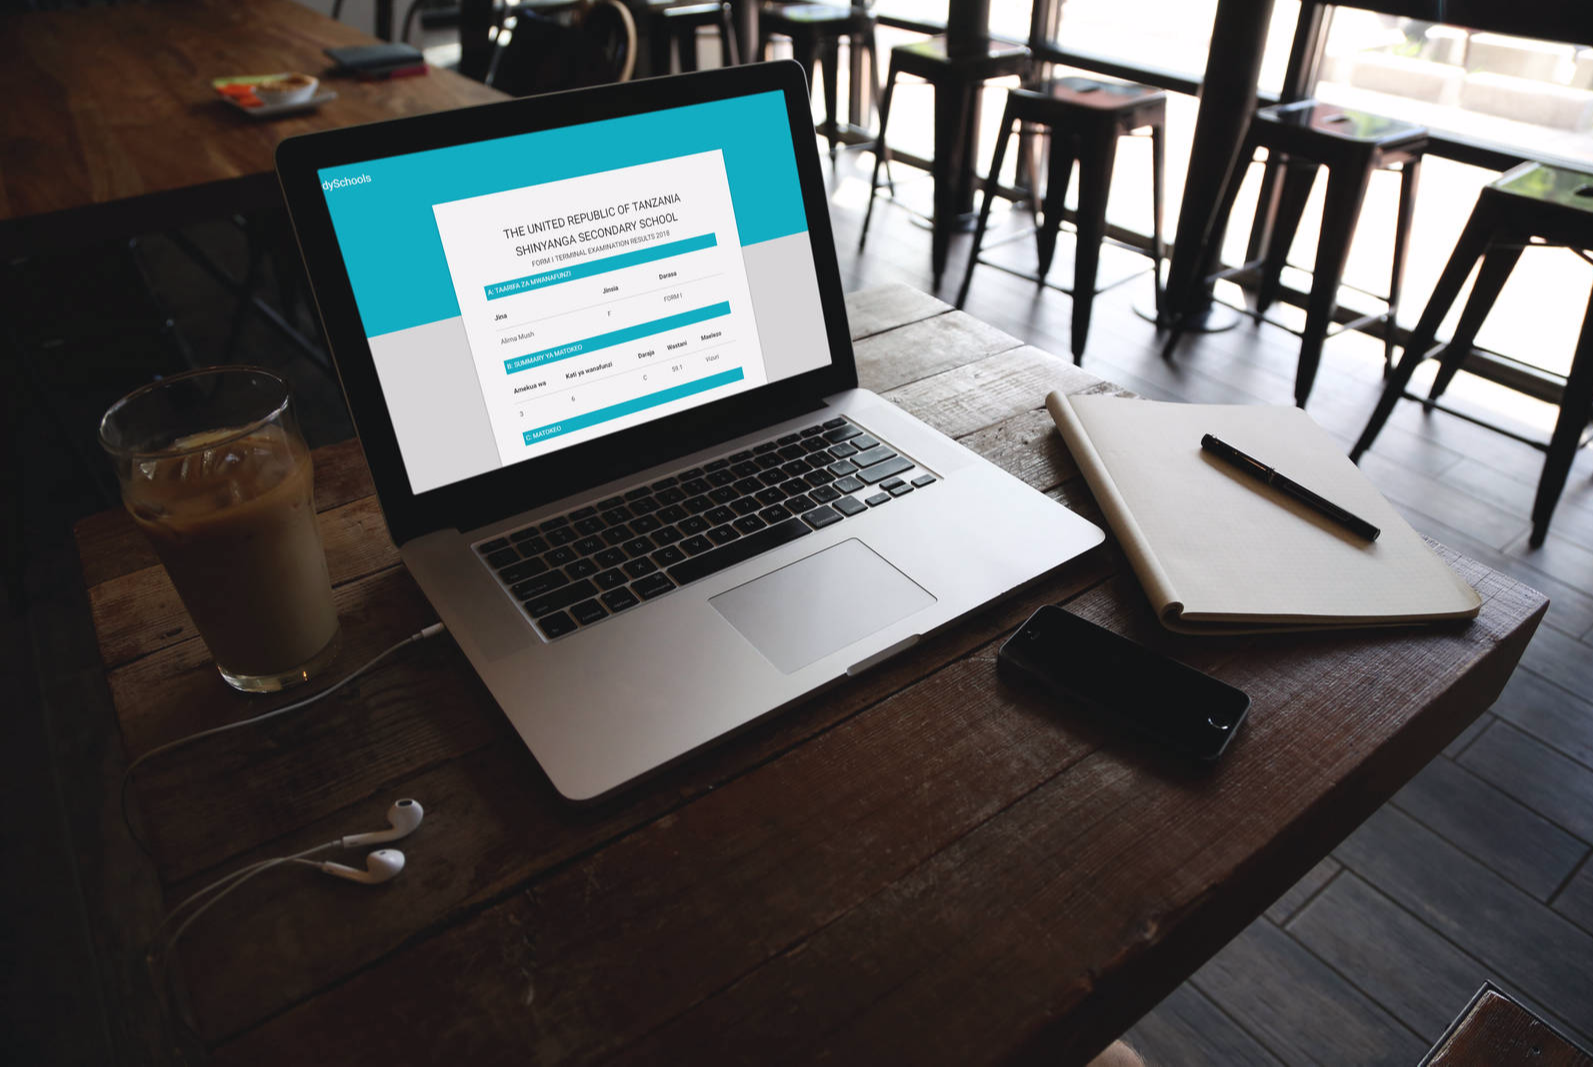 dySchools
THE UNITED REPUBLIC OF TANZANIA
SHINYANGA SECONDARY SCHOOL
FORM I TERMINAL EXAMINATION RESULTS 2018
A: TAARIFA ZA MWANAFUNZI
Jina Jinsia Darasa
Alima Mush F FORM I
B: SUMMARY YA MATOKEO
Amekua wa Kati ya wanafunzi Daraja Wastani Maelezo
3 6 C 59.1 Vizuri
C: MATOKEO